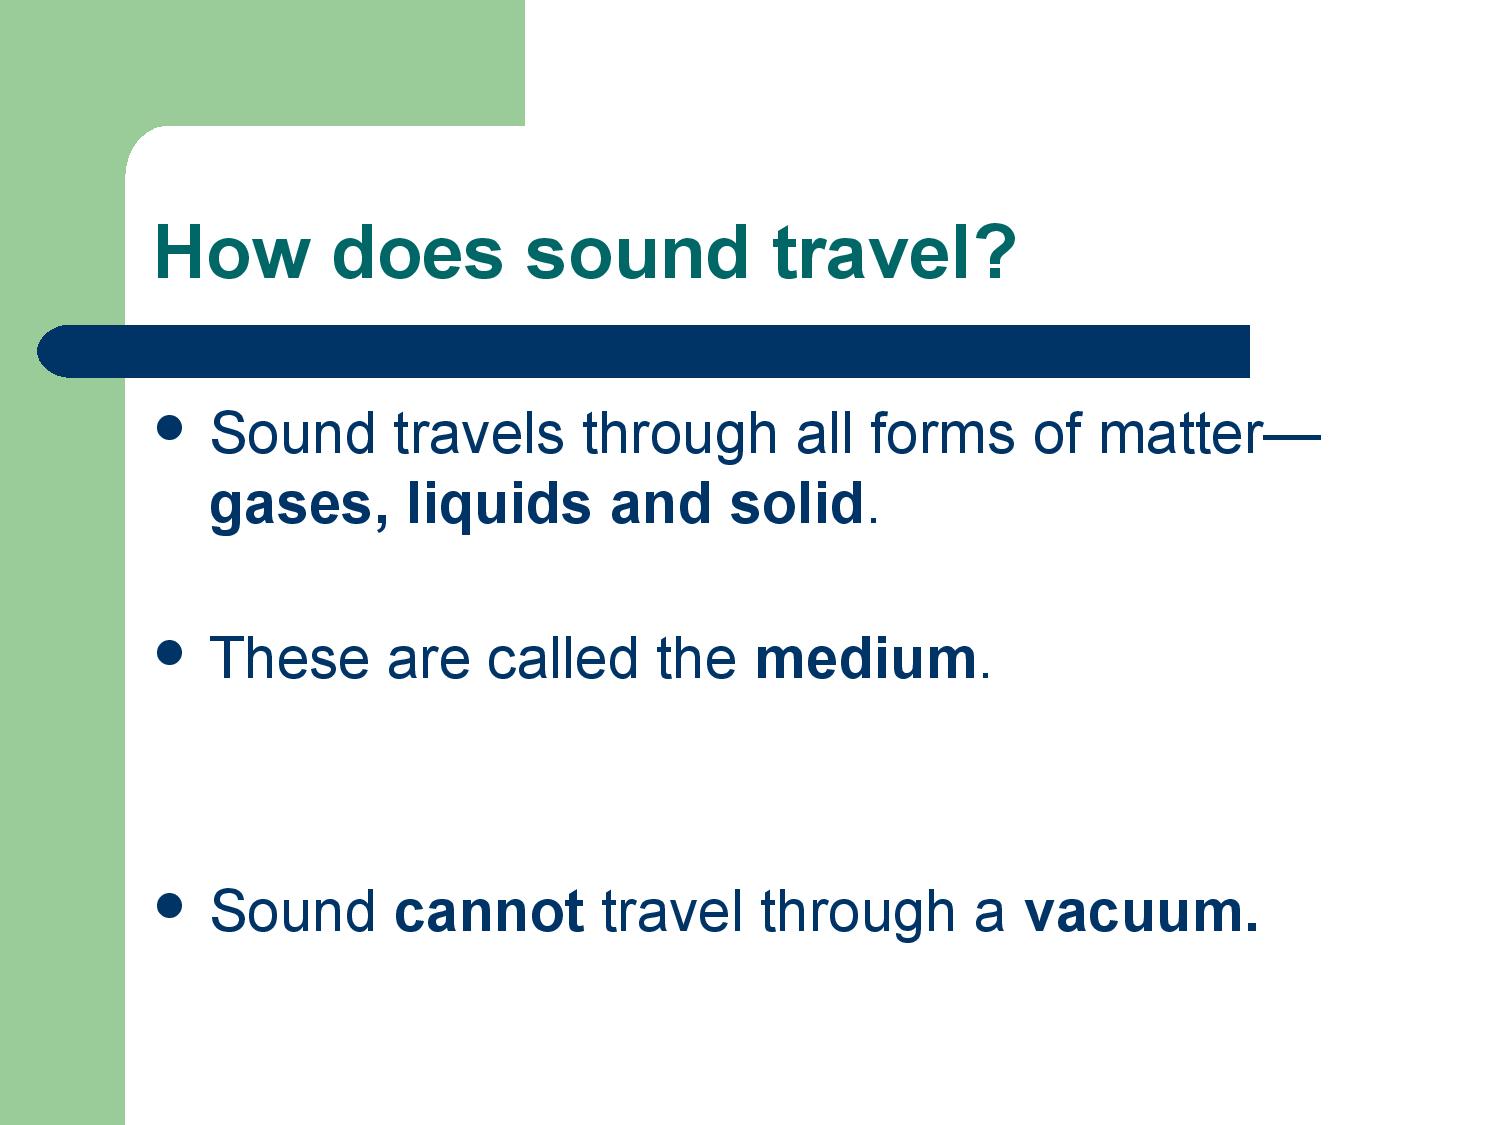 How does sound travel?
Sound travels through all forms of matter—
gases, liquids and solid.
These are called the medium.
Sound cannot travel through a vacuum.